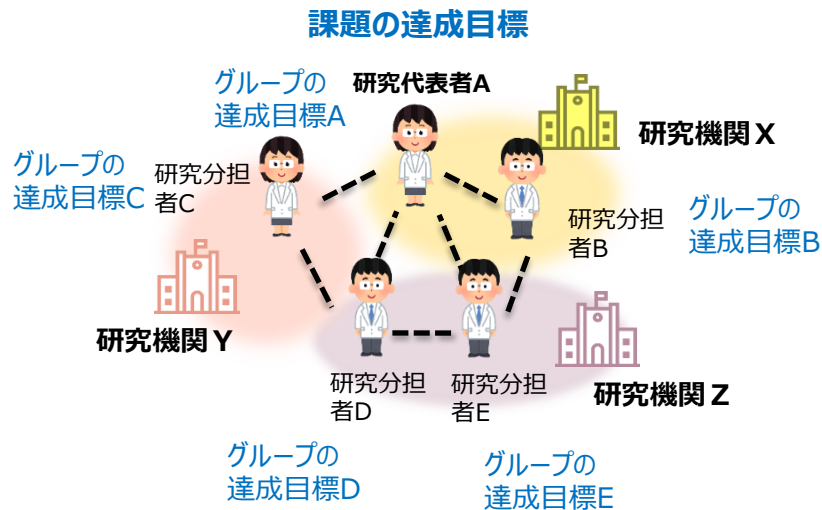 課題の達成目標
グループの
達成目標A
研究代表者A
研究機関X
グループの
達成目標C
研究分担
者C
研究分担
者B
グループの
達成目標B
研究機関Y
研究分担
者D
研究分担
者E
研究機関Z
グループの
達成目標D
グループの
達成目標E